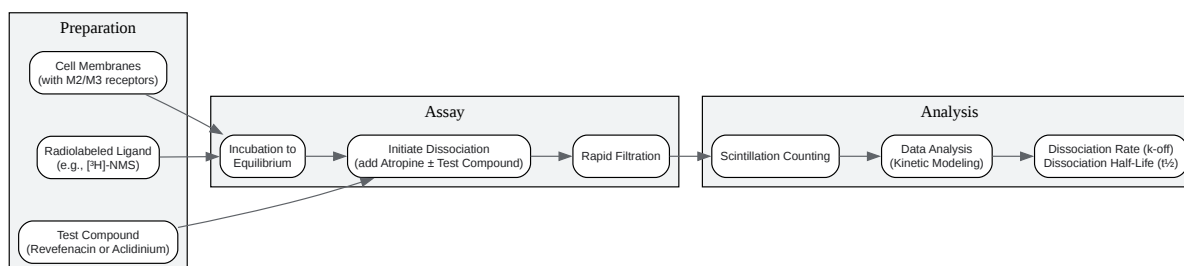 Preparation
Cell Membranes
(with M2/M3 receptors)
Radiolabeled Ligand
(e.g., [³H]-NMS)
Test Compound
(Revefenacin or Aclidinium)
Assay
Incubation to
Equilibrium
Initiate Dissociation
(add Atropine ± Test Compound)
Rapid Filtration
Analysis
Scintillation Counting
Data Analysis
(Kinetic Modeling)
Dissociation Rate (k-off)
Dissociation Half-Life (t½)